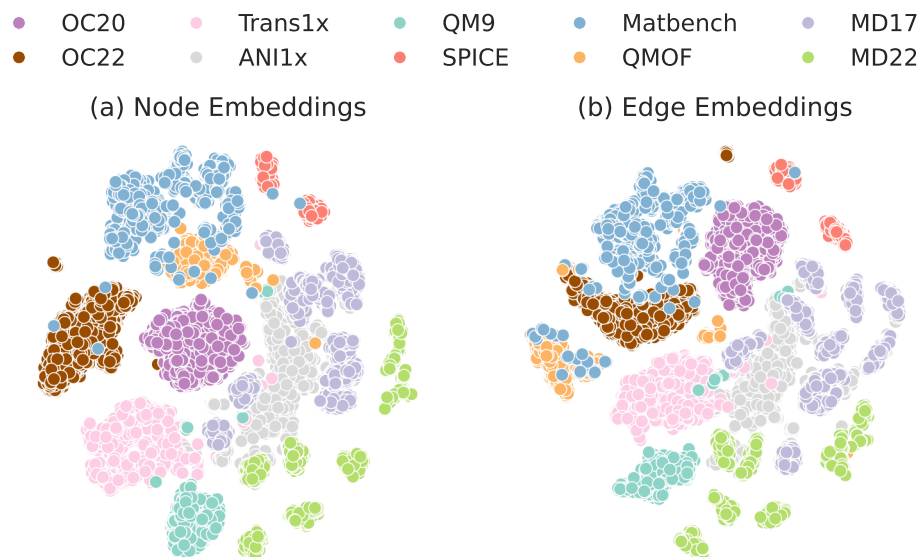 OC20 Trans1x QM9 Matbench MD17
OC22 ANI1x SPICE QMOF MD22
(a) Node Embeddings (b) Edge Embeddings